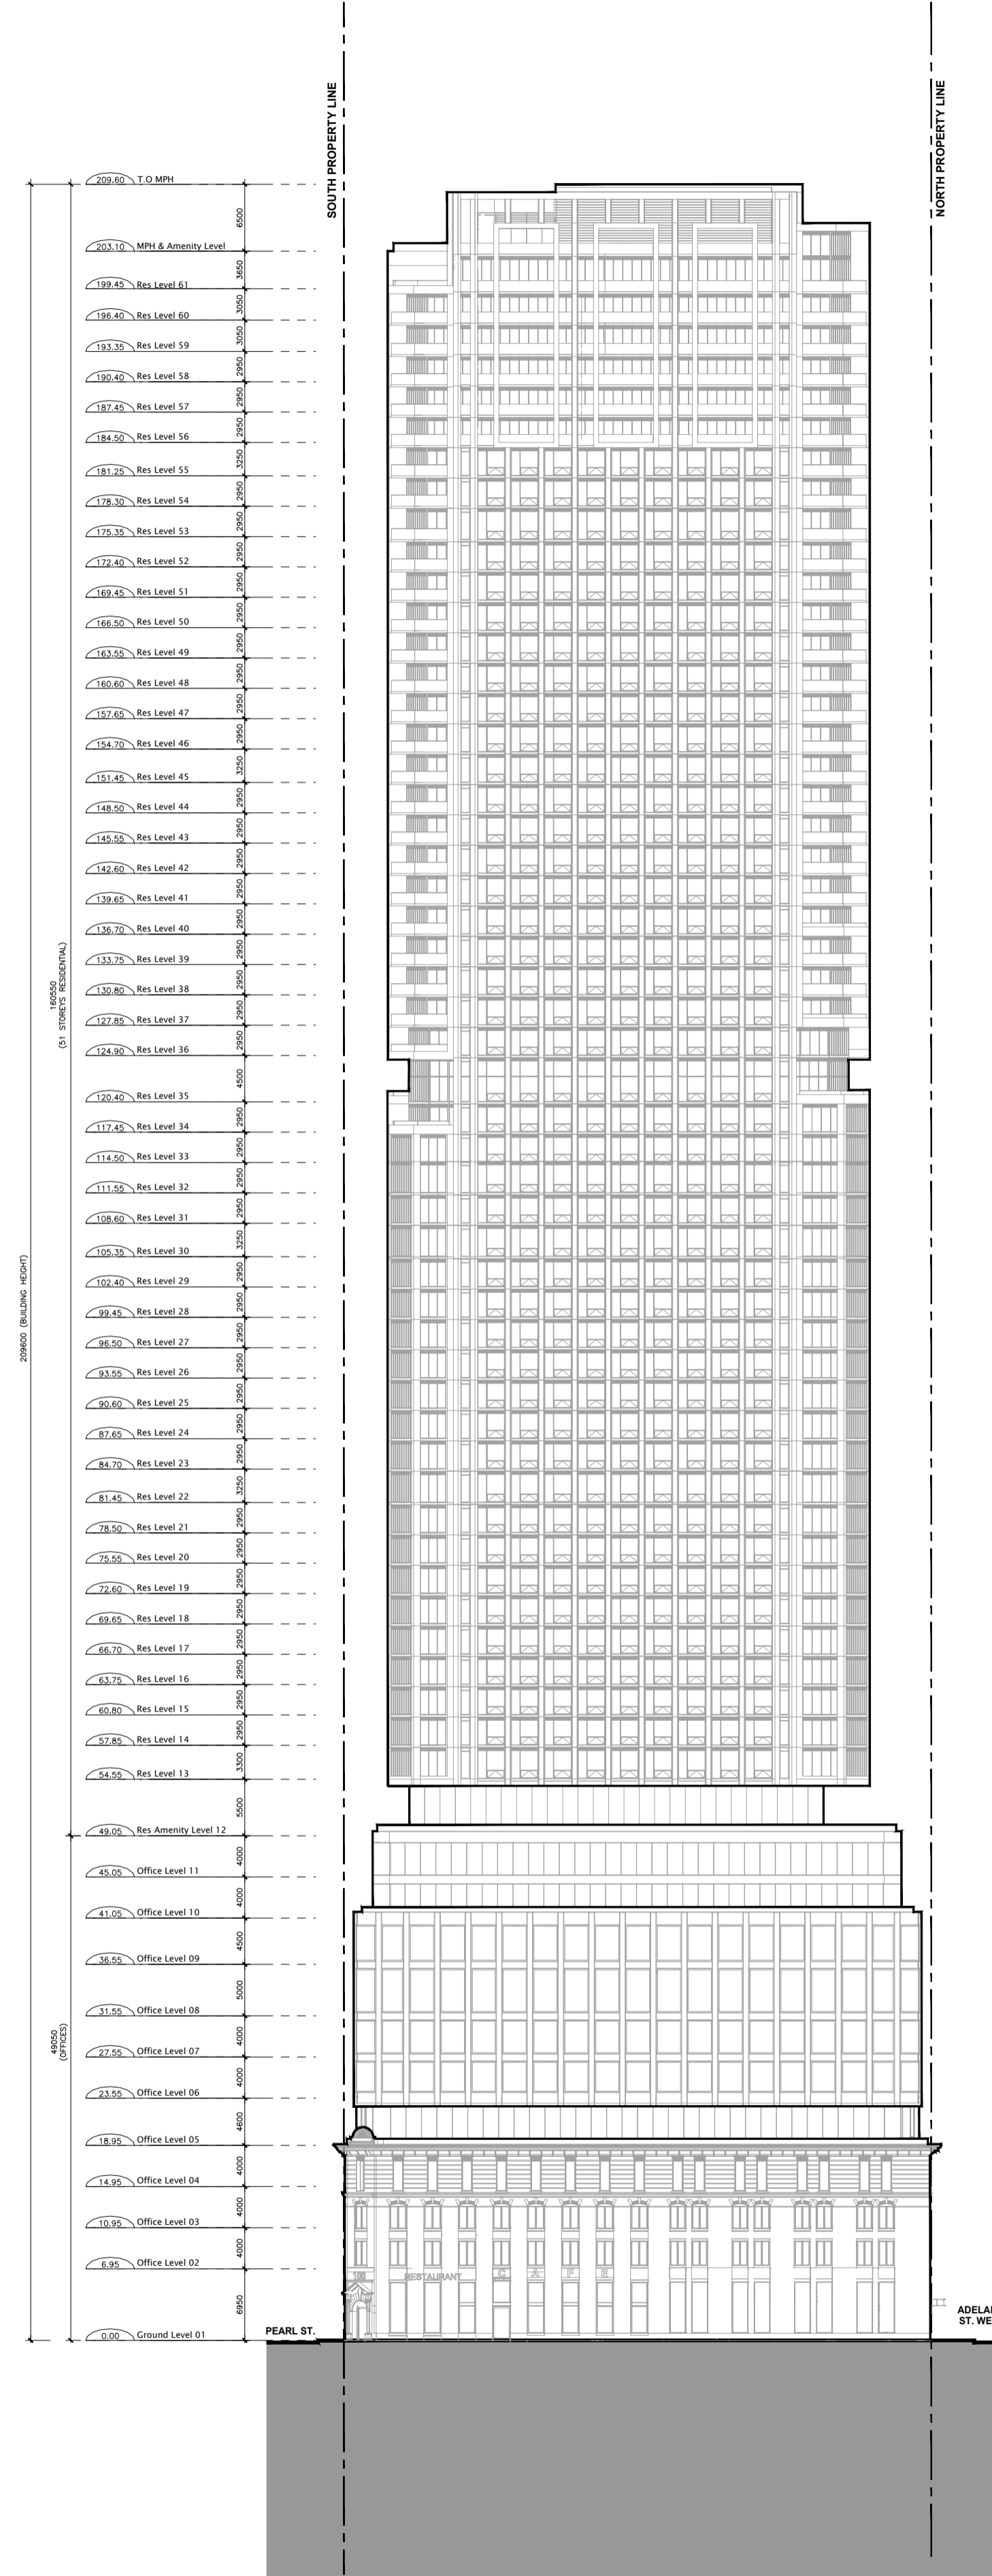 SOUTH PROPERTY LINE
NORTH PROPERTY LINE
209.60 T.O MPH
6500
203.10 MPH & Amenity Level
3650
199.45 Res Level 61
3050
196.40 Res Level 60
3050
193.35 Res Level 59
2950
190.40 Res Level 58
2950
187.45 Res Level 57
2950
184.50 Res Level 56
3250
181.25 Res Level 55
2950
178.30 Res Level 54
2950
175.35 Res Level 53
2950
172.40 Res Level 52
2950
169.45 Res Level 51
2950
166.50 Res Level 50
2950
163.55 Res Level 49
2950
160.60 Res Level 48
2950
157.65 Res Level 47
2950
154.70 Res Level 46
3250
151.45 Res Level 45
2950
148.50 Res Level 44
2950
145.55 Res Level 43
2950
142.60 Res Level 42
2950
139.65 Res Level 41
2950
136.70 Res Level 40
2950
133.75 Res Level 39
2950
130.80 Res Level 38
2950
127.85 Res Level 37
2950
124.90 Res Level 36
4500
120.40 Res Level 35
2950
117.45 Res Level 34
2950
114.50 Res Level 33
2950
111.55 Res Level 32
2950
108.60 Res Level 31
3250
105.35 Res Level 30
2950
102.40 Res Level 29
2950
99.45 Res Level 28
2950
96.50 Res Level 27
2950
93.55 Res Level 26
2950
90.60 Res Level 25
2950
87.65 Res Level 24
2950
84.70 Res Level 23
3250
81.45 Res Level 22
2950
78.50 Res Level 21
2950
75.55 Res Level 20
2950
72.60 Res Level 19
2950
69.65 Res Level 18
2950
66.70 Res Level 17
2950
63.75 Res Level 16
2950
60.80 Res Level 15
2950
57.85 Res Level 14
3300
54.55 Res Level 13
5500
49.05 Res Amenity Level 12
4000
45.05 Office Level 11
4000
41.05 Office Level 10
4500
36.55 Office Level 09
5000
31.55 Office Level 08
4000
27.55 Office Level 07
4000
23.55 Office Level 06
4600
18.95 Office Level 05
4000
14.95 Office Level 04
4000
10.95 Office Level 03
4000
6.95 Office Level 02
6950
0.00 Ground Level 01
160550
(51 STOREYS RESIDENTIAL)
209600 (BUILDING HEIGHT)
49050
(OFFICES)
100
RESTAURANT
C A F E
PEARL ST.
ADELAI
ST. WE